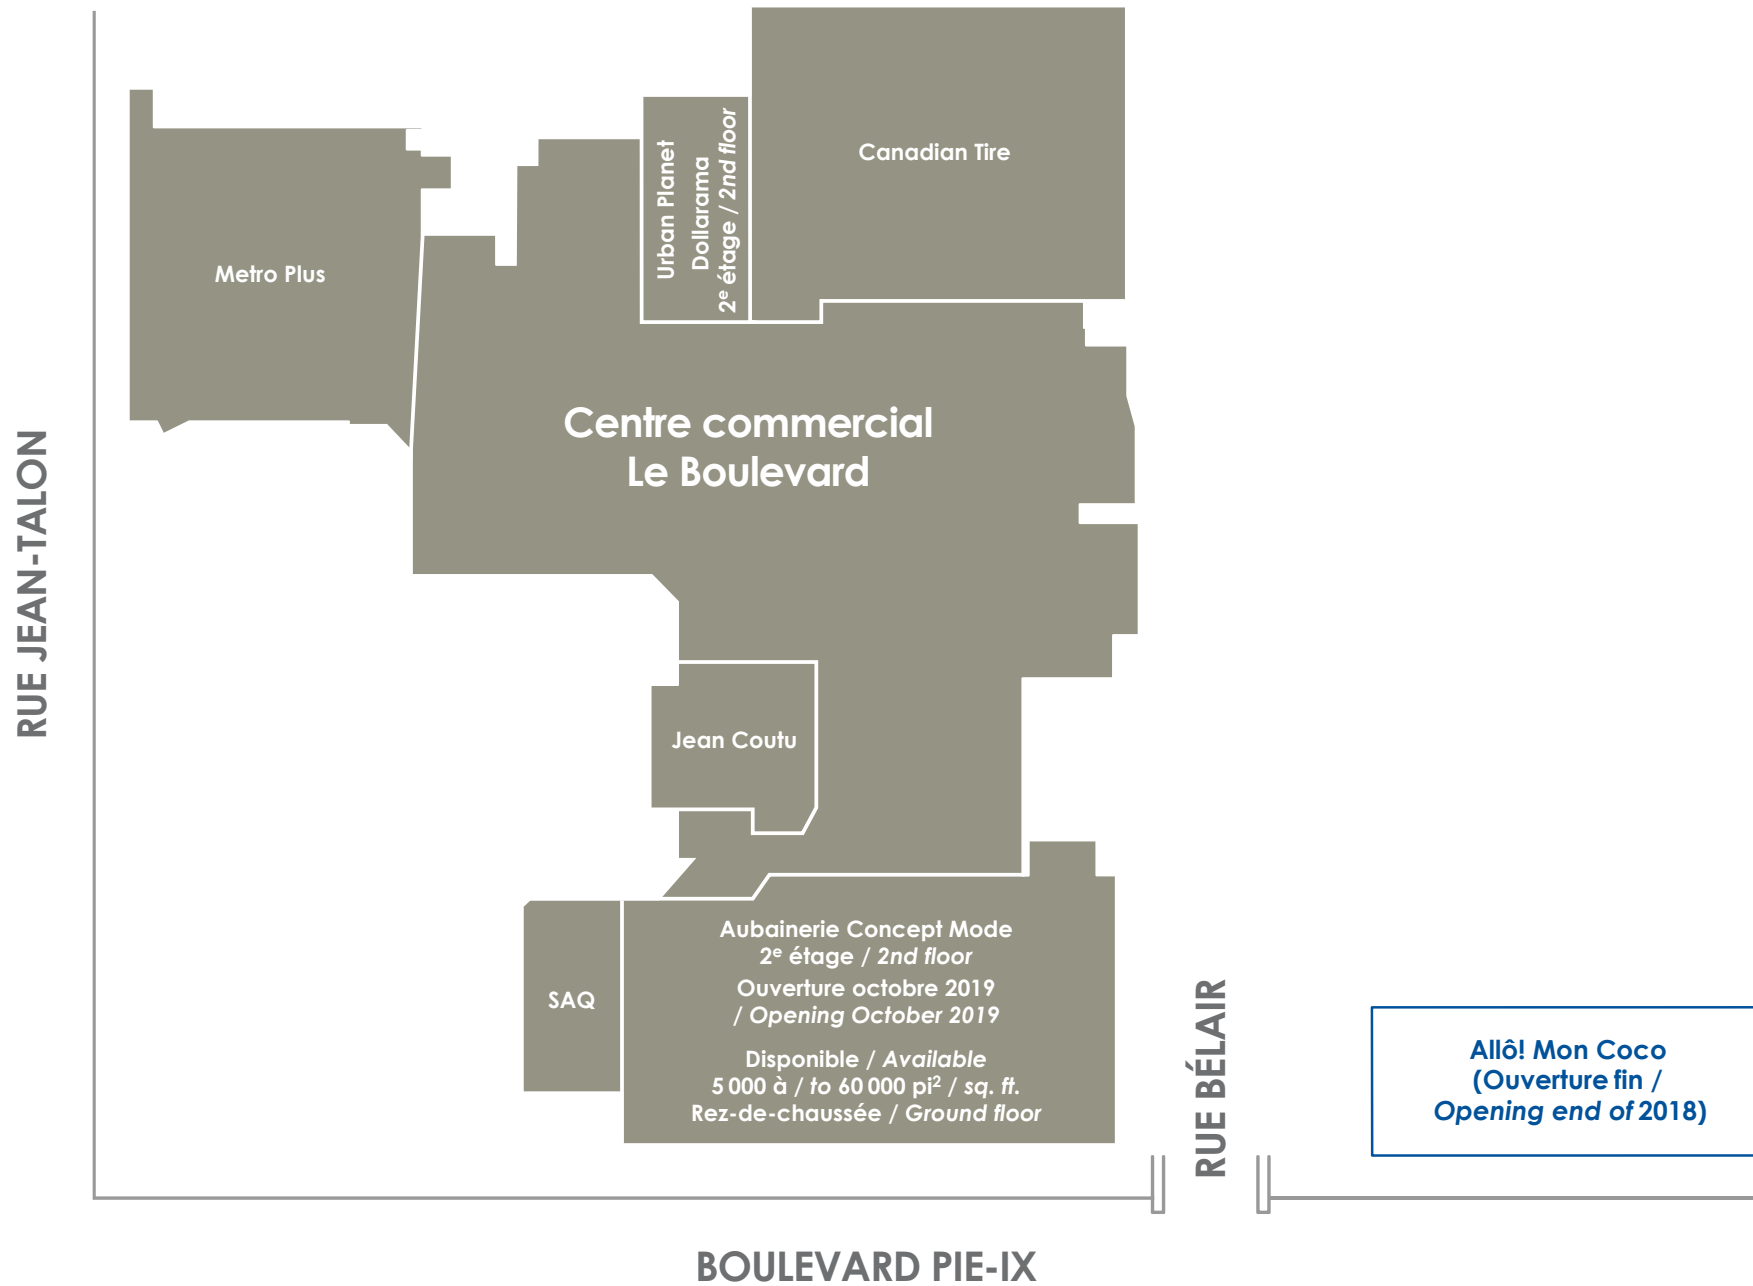 Canadian Tire
Urban Planet
Dollarama
2e étage / 2nd floor
Metro Plus
Centre commercial
Le Boulevard
RUE JEAN-TALON
Jean Coutu
Aubainerie Concept Mode
2e étage / 2nd floor
Ouverture octobre 2019
/ Opening October 2019
Disponible / Available
5 000 à / to 60 000 pi² / sq. ft.
Rez-de-chaussée / Ground floor
SAQ
RUE BÉLAIR
Allô! Mon Coco
(Ouverture fin /
Opening end of 2018)
BOULEVARD PIE-IX